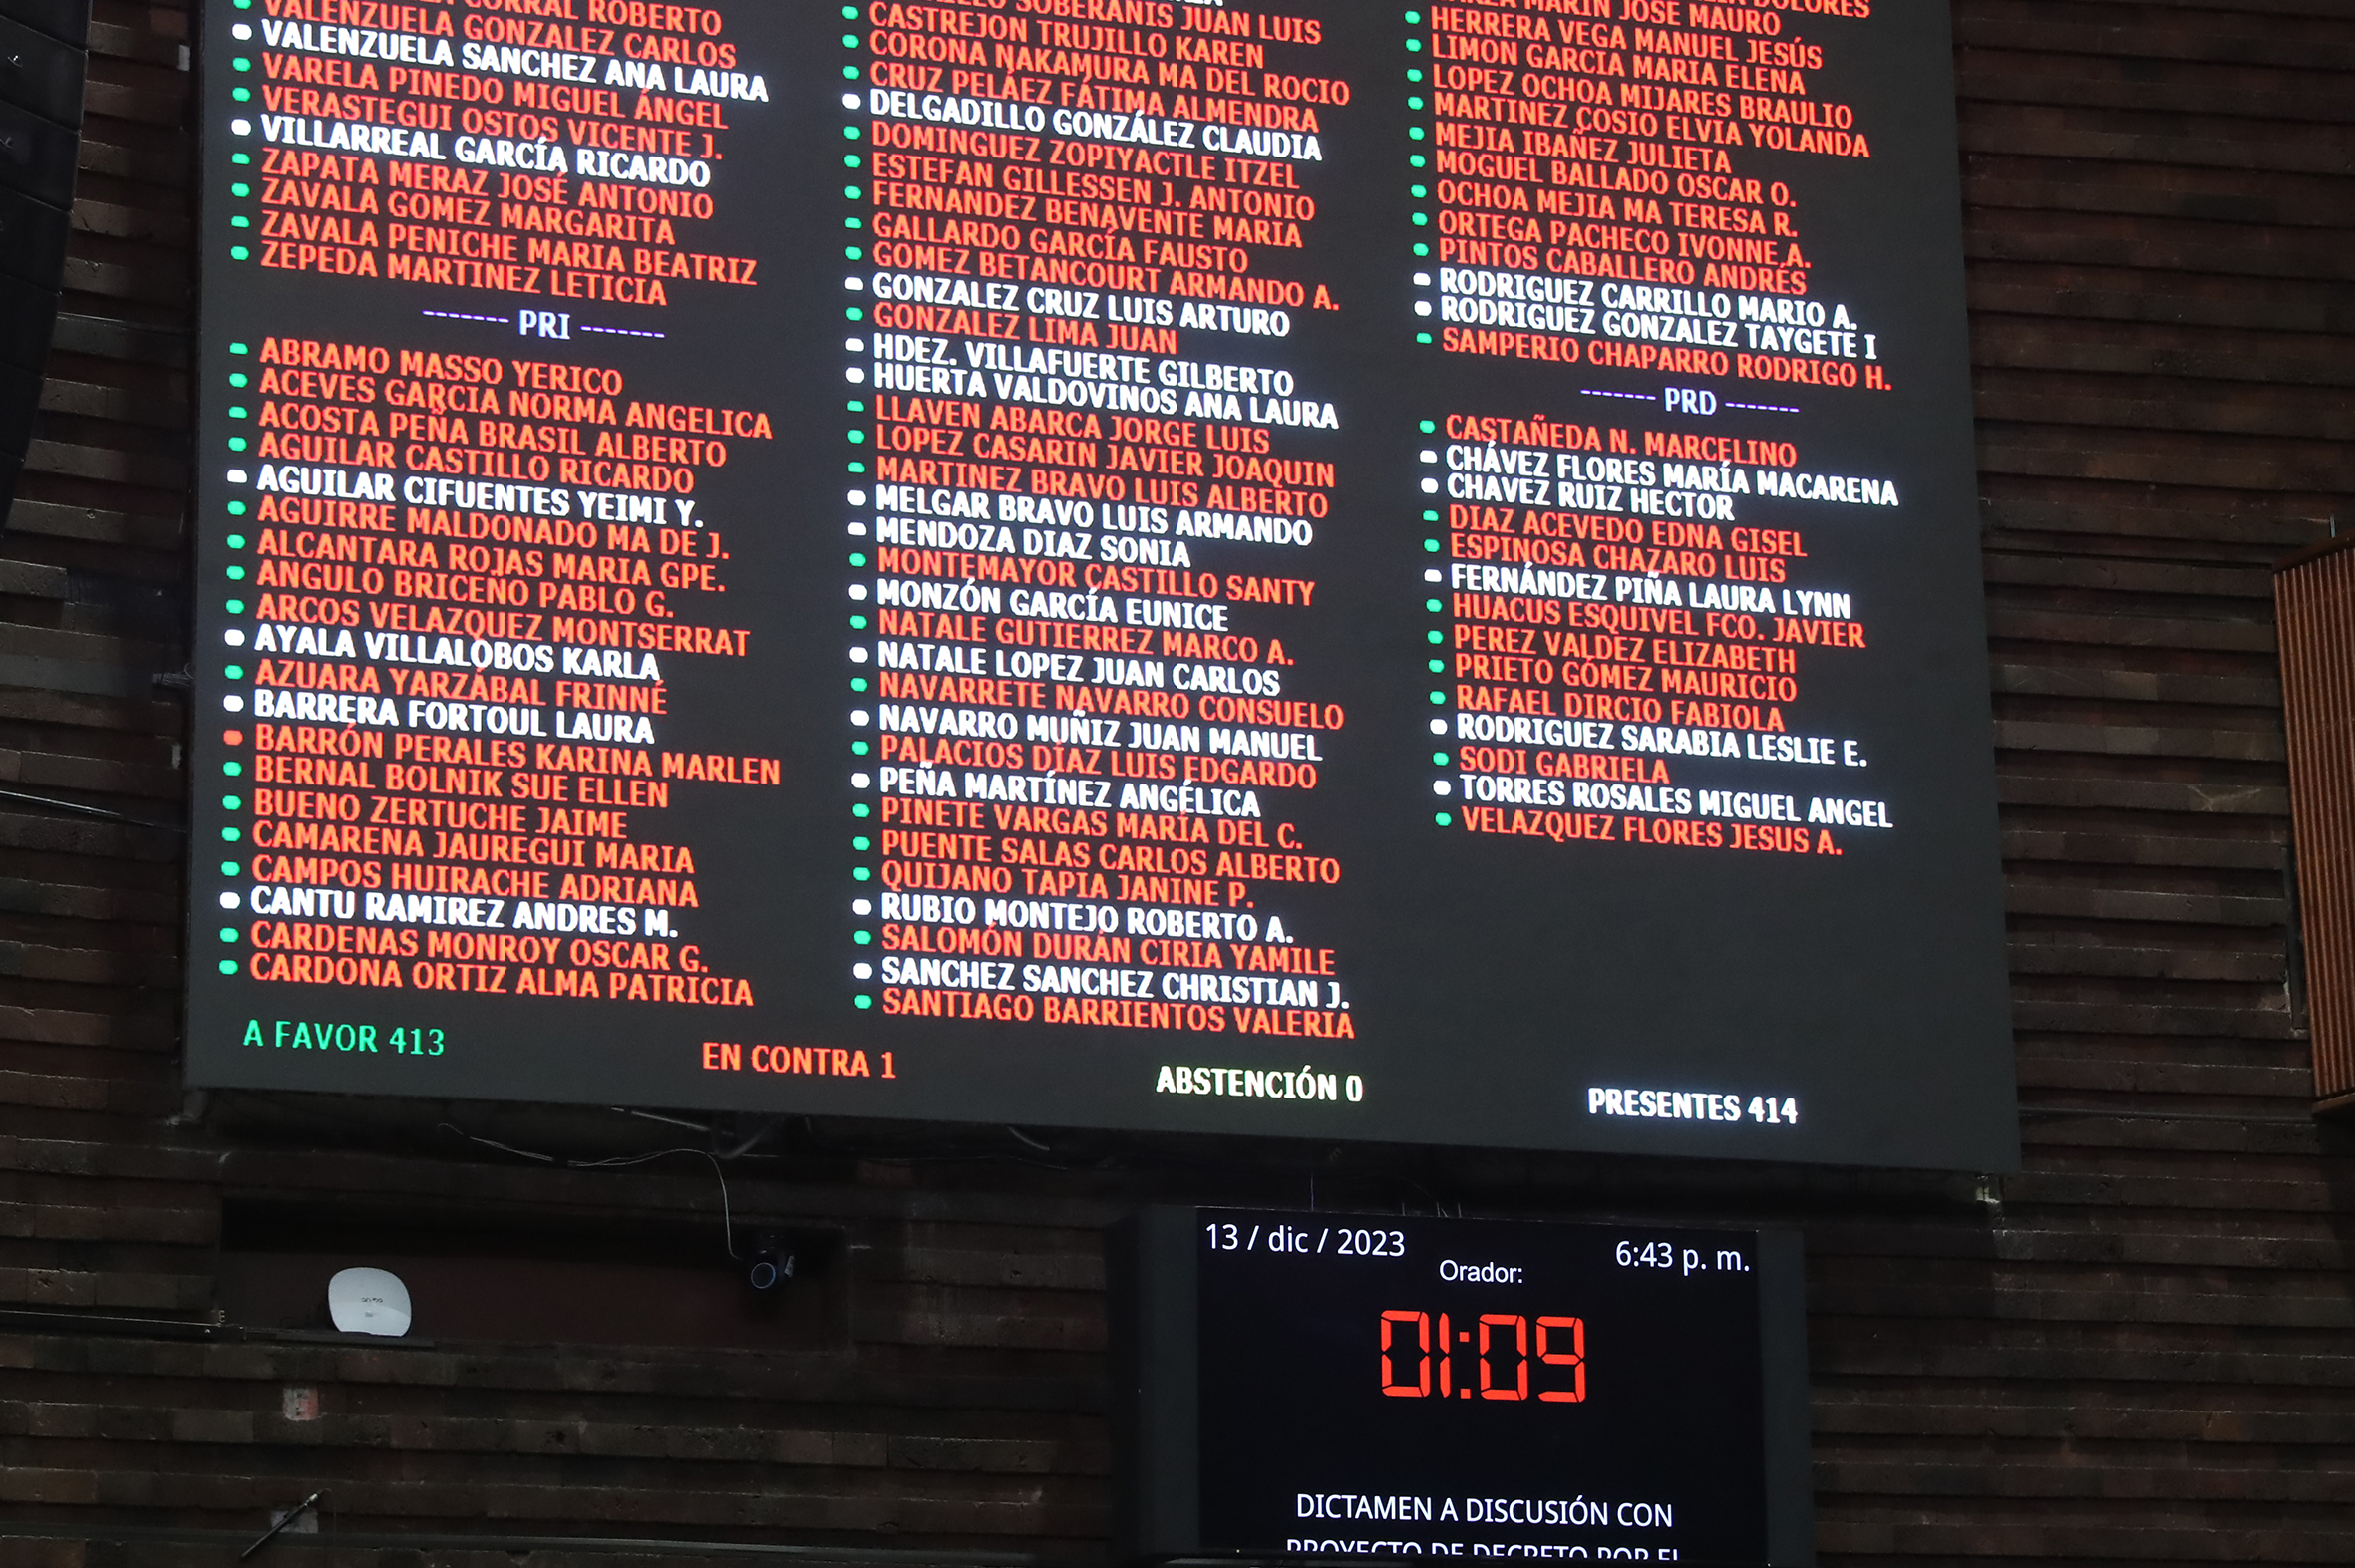 CORRAL ROBERTO
VALENZUELA GONZALEZ CARLOS
VALENZUELA SANCHEZ ANA LAURA
VARELA PINEDO MIGUEL ÁNGEL
VERASTEGUI OSTOS VICENTE J.
VILLARREAL GARCÍA RICARDO
ZAPATA MERAZ JOSÉ ANTONIO
ZAVALA GOMEZ MARGARITA
ZAVALA PENICHE MARIA BEATRIZ
ZEPEDA MARTINEZ LETICIA
------- PRI -------
ABRAMO MASSO YERICO
ACEVES GARCIA NORMA ANGELICA
ACOSTA PEÑA BRASIL ALBERTO
AGUILAR CASTILLO RICARDO
AGUILAR CIFUENTES YEIMI Y.
AGUIRRE MALDONADO MA DE J.
ALCANTARA ROJAS MARIA GPE.
ANGULO BRICEÑO PABLO G.
ARCOS VELAZQUEZ MONTSERRAT
AYALA VILLALOBOS KARLA
AZUARA YARZÁBAL FRINNÉ
BARRERA FORTOUL LAURA
BARRÓN PERALES KARINA MARLEN
BERNAL BOLNIK SUE ELLEN
BUENO ZERTUCHE JAIME
CAMARENA JAUREGUI MARIA
CAMPOS HUIRACHE ADRIANA
CANTU RAMIREZ ANDRES M.
CARDENAS MONROY OSCAR G.
CARDONA ORTIZ ALMA PATRICIA
SOBERANIS JUAN LUIS
CASTREJON TRUJILLO KAREN
CORONA NAKAMURA MA DEL ROCIO
CRUZ PELÁEZ FÁTIMA ALMENDRA
DELGADILLO GONZÁLEZ CLAUDIA
DOMINGUEZ ZOPIYACTLE ITZEL
ESTEFAN GILLESSEN J. ANTONIO
FERNANDEZ BENAVENTE MARIA
GALLARDO GARCÍA FAUSTO
GOMEZ BETANCOURT ARMANDO A.
GONZALEZ CRUZ LUIS ARTURO
GONZALEZ LIMA JUAN
HDEZ. VILLAFUERTE GILBERTO
HUERTA VALDOVINOS ANA LAURA
LLAVEN ABARCA JORGE LUIS
LOPEZ CASARIN JAVIER JOAQUIN
MARTINEZ BRAVO LUIS ALBERTO
MELGAR BRAVO LUIS ARMANDO
MENDOZA DIAZ SONIA
MONTEMAYOR CASTILLO SANTY
MONZÓN GARCÍA EUNICE
NATALE GUTIERREZ MARCO A.
NATALE LOPEZ JUAN CARLOS
NAVARRETE NAVARRO CONSUELO
NAVARRO MUÑIZ JUAN MANUEL
PALACIOS DÍAZ LUIS EDGARDO
PEÑA MARTÍNEZ ANGÉLICA
PINETE VARGAS MARÍA DEL C.
PUENTE SALAS CARLOS ALBERTO
QUIJANO TAPIA JANINE P.
RUBIO MONTEJO ROBERTO A.
SALOMÓN DURÁN CIRIA YAMILE
SANCHEZ SANCHEZ CHRISTIAN J.
SANTIAGO BARRIENTOS VALERIA
DOLORES
MARIN JOSE MAURO
HERRERA VEGA MANUEL JESÚS
LIMON GARCIA MARIA ELENA
LOPEZ OCHOA MIJARES BRAULIO
MARTINEZ COSIO ELVIA YOLANDA
MEJIA IBAÑEZ JULIETA
MOGUEL BALLADO OSCAR O.
OCHOA MEJIA MA TERESA R.
ORTEGA PACHECO IVONNE A.
PINTOS CABALLERO ANDRÉS
RODRIGUEZ CARRILLO MARIO A.
RODRIGUEZ GONZALEZ TAYGETE I
SAMPERIO CHAPARRO RODRIGO H.
------- PRD -------
CASTAÑEDA N. MARCELINO
CHÁVEZ FLORES MARÍA MACARENA
CHAVEZ RUIZ HECTOR
DIAZ ACEVEDO EDNA GISEL
ESPINOSA CHAZARO LUIS
FERNÁNDEZ PIÑA LAURA LYNN
HUACUS ESQUIVEL FCO. JAVIER
PEREZ VALDEZ ELIZABETH
PRIETO GÓMEZ MAURICIO
RAFAEL DIRCIO FABIOLA
RODRIGUEZ SARABIA LESLIE E.
SODI GABRIELA
TORRES ROSALES MIGUEL ANGEL
VELAZQUEZ FLORES JESUS A.
A FAVOR 413
EN CONTRA 1
ABSTENCIÓN 0
PRESENTES 414
13 / dic / 2023
6:43 p. m.
Orador:
01:09
DICTAMEN A DISCUSIÓN CON
PROYECTO DE DECRETO POR EL